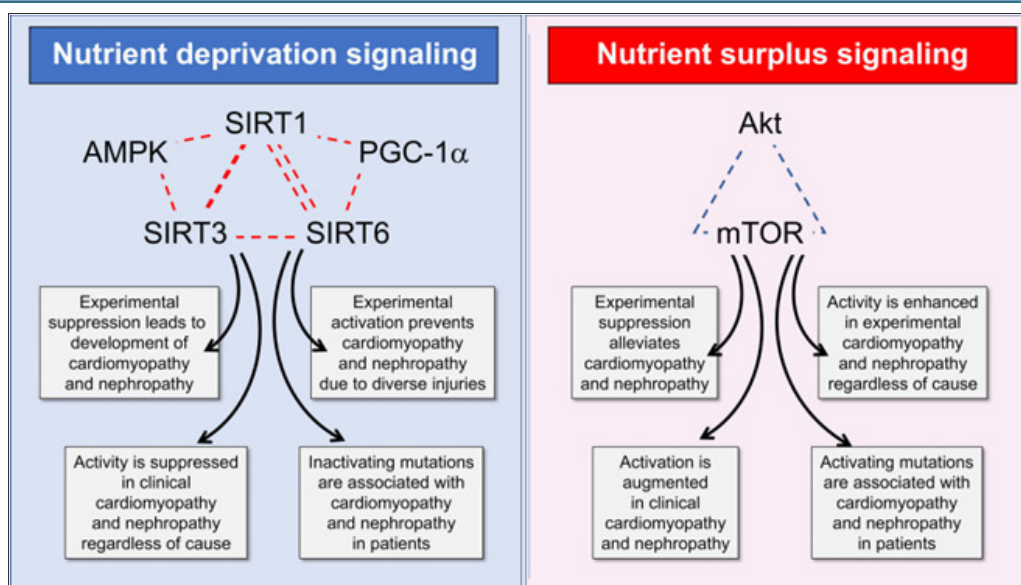 Nutrient deprivation signaling
SIRT1
AMPK
PGC-1α
SIRT3
SIRT6
Experimental
suppression leads to
development of
cardiomyopathy
and nephropathy
Experimental
activation prevents
cardiomyopathy
and nephropathy
due to diverse injuries
Activity is suppressed
in clinical
cardiomyopathy
and nephropathy
regardless of cause
Inactivating mutations
are associated with
cardiomyopathy
and nephropathy
in patients
Nutrient surplus signaling
Akt
mTOR
Experimental
suppression
alleviates
cardiomyopathy
and nephropathy
Activity is enhanced
in experimental
cardiomyopathy
and nephropathy
regardless of cause
Activation is
augmented
in clinical
cardiomyopathy
and nephropathy
Activating mutations
are associated with
cardiomyopathy
and nephropathy
in patients